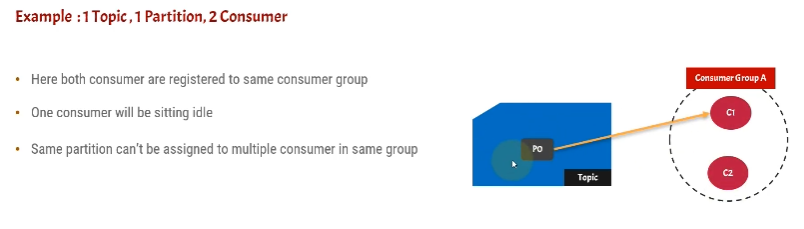 Example : 1 Topic , 1 Partition, 2 Consumer
Here both consumer are registered to same consumer group
One consumer will be sitting idle
Same partition can't be assigned to multiple consumer in same group
Consumer Group A
C1
P0
Topic
C2